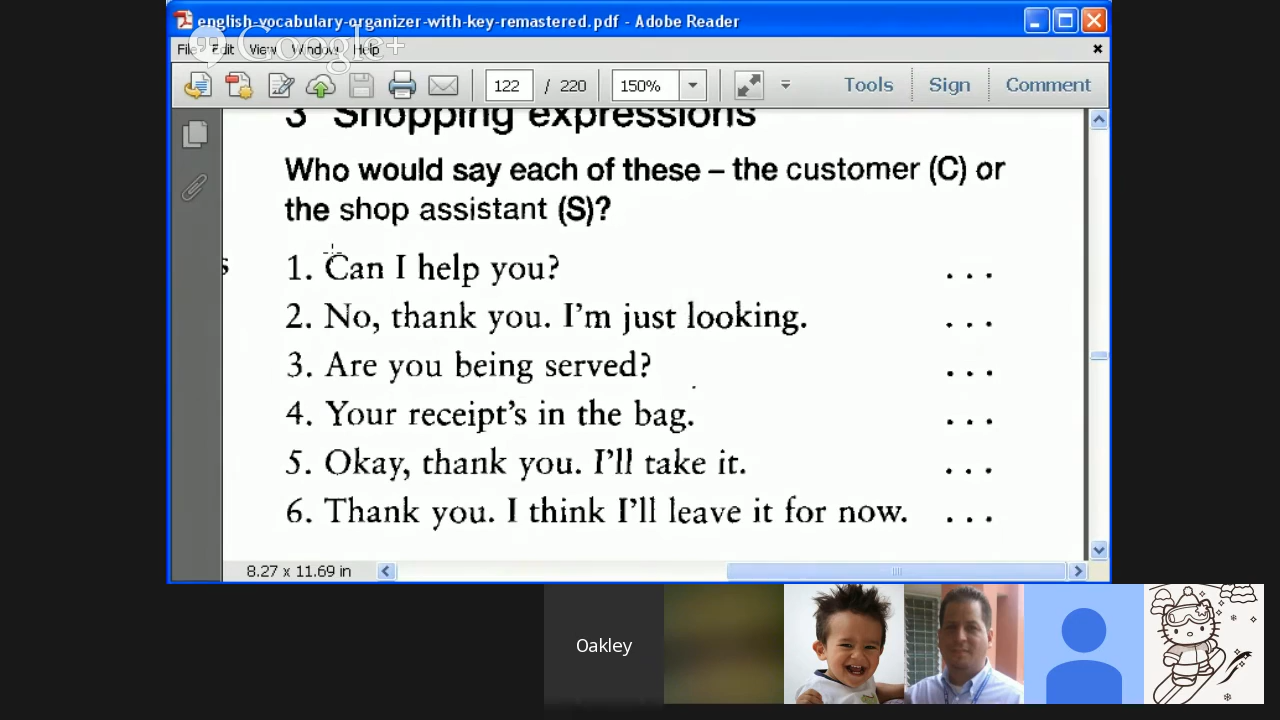 english-vocabulary-organizer-with-key-remastered.pdf - Adobe Reader
Google+
File Edit View Window Help
122 / 220 150% Tools Sign Comment
3 Shopping expressions
Who would say each of these – the customer (C) or
the shop assistant (S)?
s
1. Can I help you? ...
2. No, thank you. I'm just looking. ...
3. Are you being served? ...
4. Your receipt's in the bag. ...
5. Okay, thank you. I'll take it. ...
6. Thank you. I think I'll leave it for now. ...
8.27 x 11.69 in
Oakley